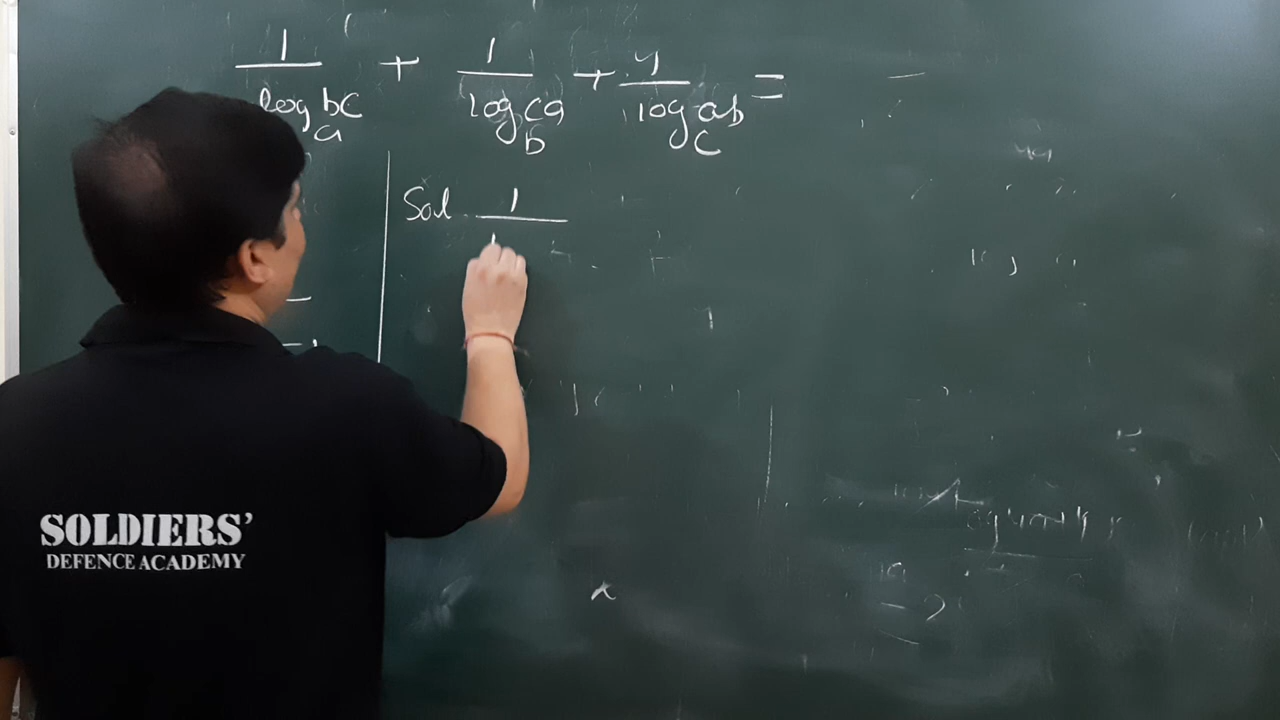 1/log_a bc + 1/log_b ca + 1/log_c ab =
Sol 1
SOLDIERS'
DEFENCE ACADEMY